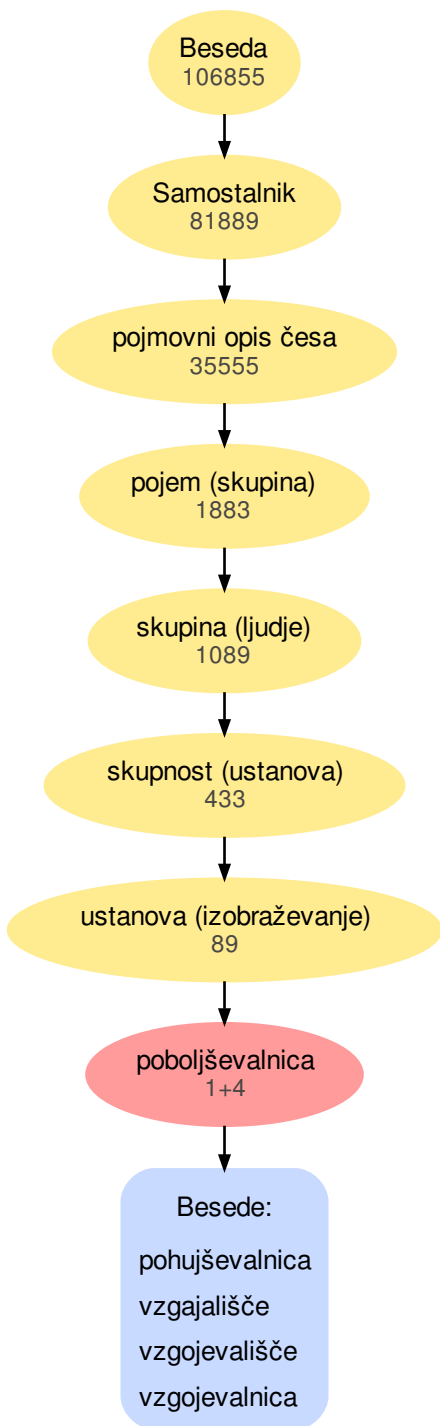 Beseda
106855
Samostalnik
81889
pojmovni opis česa
35555
pojem (skupina)
1883
skupina (ljudje)
1089
skupnost (ustanova)
433
ustanova (izobraževanje)
89
poboljševalnica
1+4
Besede:
pohujševalnica
vzgajališče
vzgojevališče
vzgojevalnica